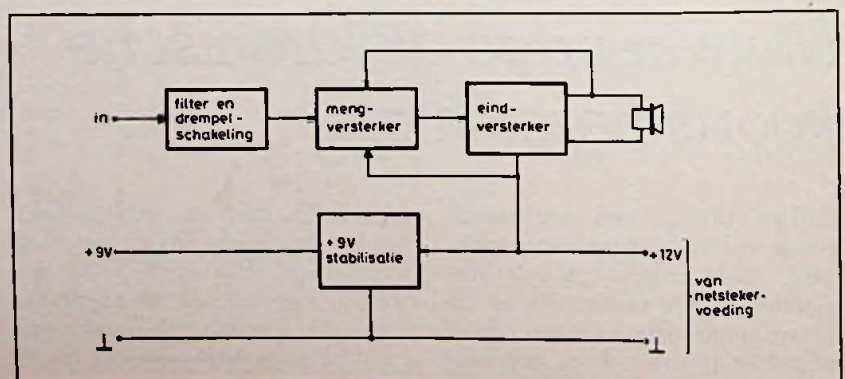 in
filter en
drempel-
schakeling
meng-
versterker
eind-
versterker
+9V
+9V
stabilisatie
+12V
van
netsteker-
voeding